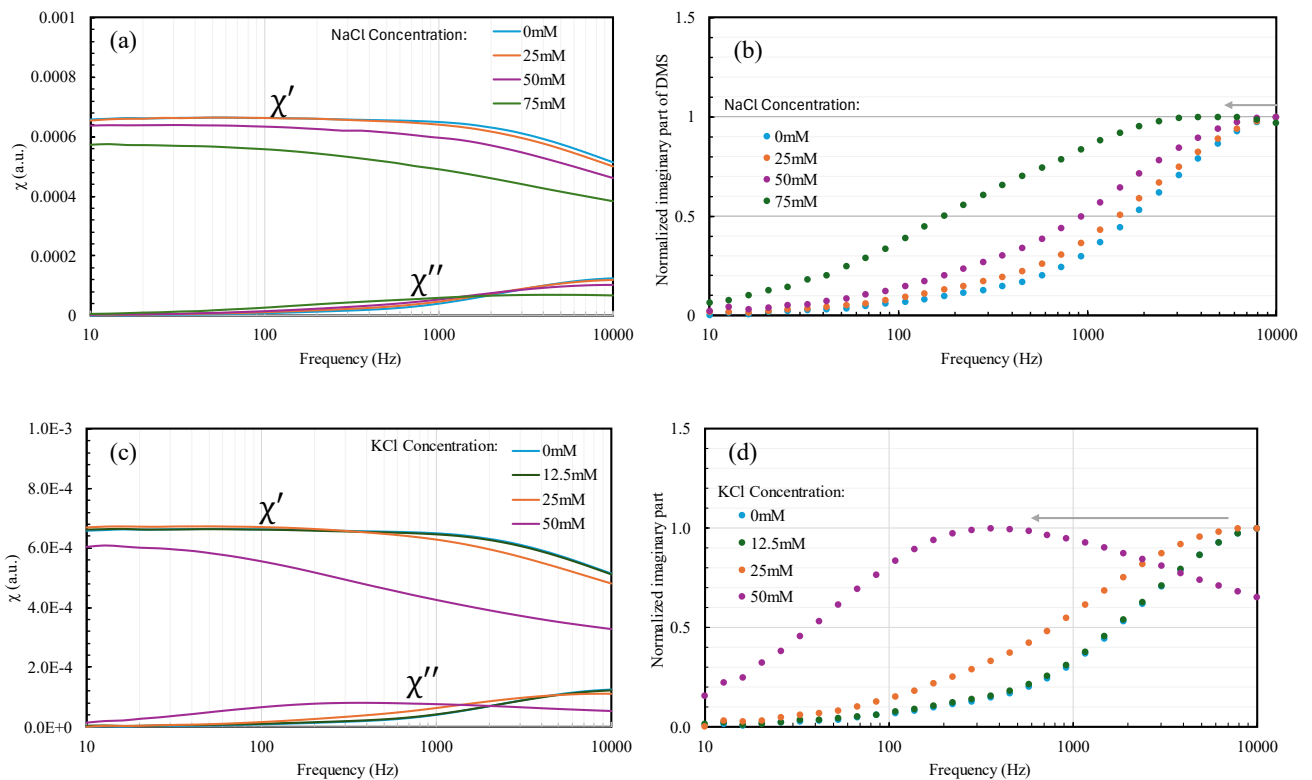 (a)
NaCl Concentration:
0mM
25mM
50mM
75mM
χ′
χ′′
0.001
0.0008
0.0006
0.0004
0.0002
0
χ (a.u.)
10
100
1000
10000
Frequency (Hz)
(b)
NaCl Concentration:
0mM
25mM
50mM
75mM
1.5
1
0.5
0
Normalized imaginary part of DMS
10
100
1000
10000
Frequency (Hz)
(c)
KCl Concentration:
0mM
12.5mM
25mM
50mM
χ′
χ′′
1.0E-3
8.0E-4
6.0E-4
4.0E-4
2.0E-4
0.0E+0
χ (a.u.)
10
100
1000
10000
Frequency (Hz)
(d)
KCl Concentration:
0mM
12.5mM
25mM
50mM
1.5
1.0
0.5
0.0
Normalized imaginary part
10
100
1000
10000
Frequency (Hz)